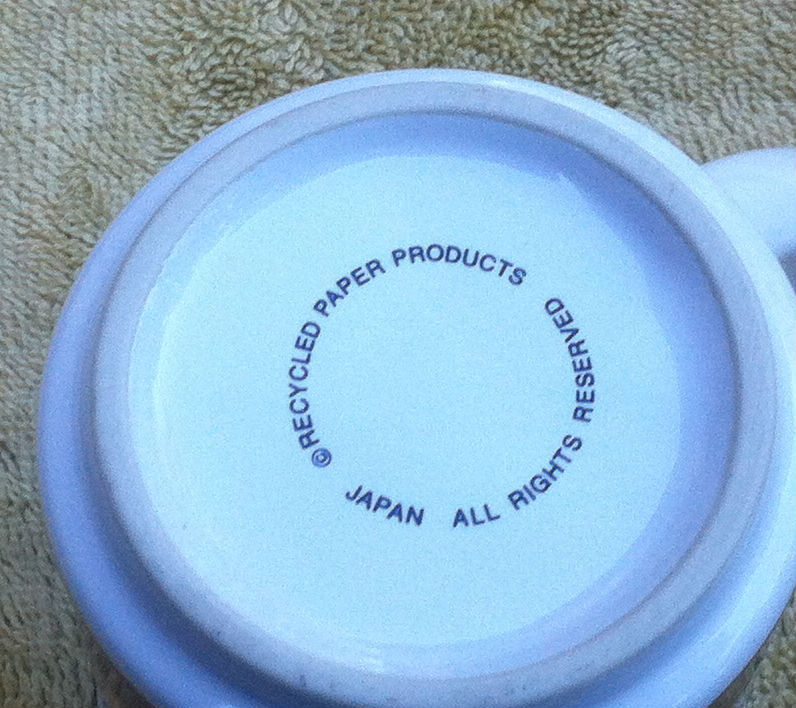 © RECYCLED PAPER PRODUCTS
JAPAN ALL RIGHTS RESERVED